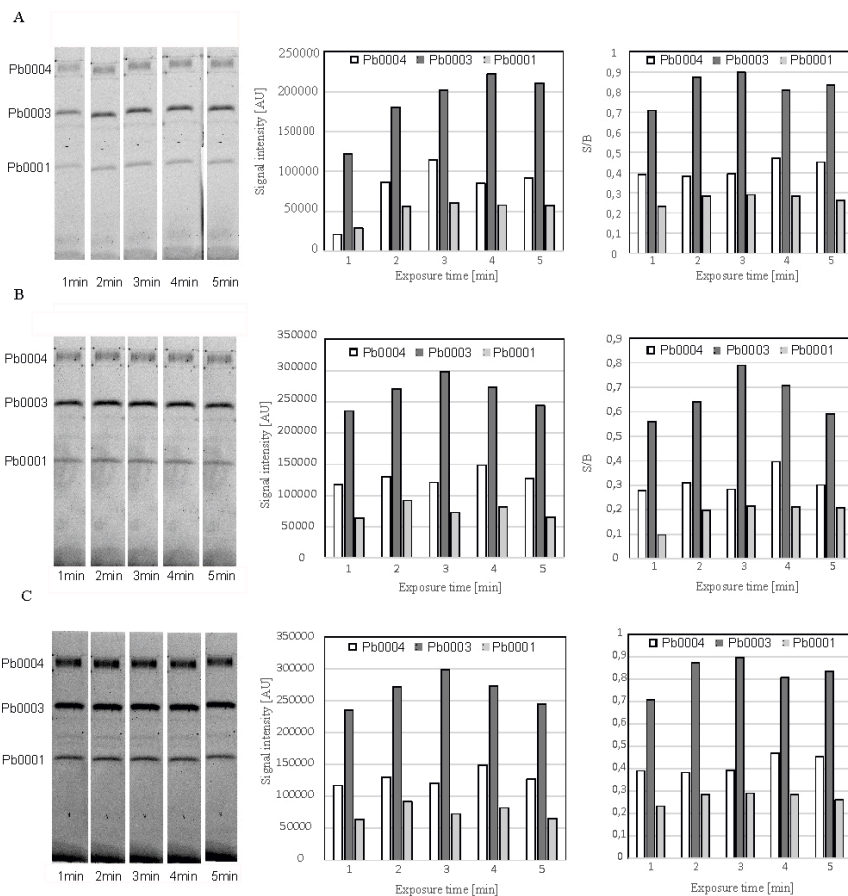 A
Pb0004
Pb0003
Pb0001
1min 2min 3min 4min 5min
Signal intensity [AU]
250000
200000
150000
100000
50000
0
Pb0004 Pb0003 Pb0001
1 2 3 4 5
Exposure time [min]
S/B
1
0,9
0,8
0,7
0,6
0,5
0,4
0,3
0,2
0,1
0
Pb0004 Pb0003 Pb0001
1 2 3 4 5
Exposure time [min]
B
Pb0004
Pb0003
Pb0001
1min 2min 3min 4min 5min
Signal intensity [AU]
350000
300000
250000
200000
150000
100000
50000
0
Pb0004 Pb0003 Pb0001
1 2 3 4 5
Exposure time [min]
S/B
0,9
0,8
0,7
0,6
0,5
0,4
0,3
0,2
0,1
0
Pb0004 Pb0003 Pb0001
1 2 3 4 5
Exposure time [min]
C
Pb0004
Pb0003
Pb0001
1min 2min 3min 4min 5min
Signal intensity [AU]
350000
300000
250000
200000
150000
100000
50000
0
Pb0004 Pb0003 Pb0001
1 2 3 4 5
Exposure time [min]
S/B
1
0,9
0,8
0,7
0,6
0,5
0,4
0,3
0,2
0,1
0
Pb0004 Pb0003 Pb0001
1 2 3 4 5
Exposure time [min]